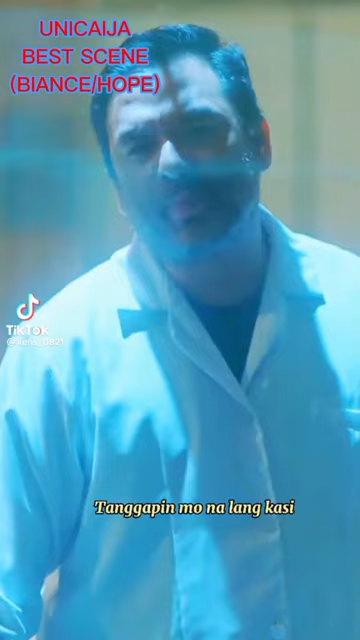 UNICAIJA
BEST SCENE
(BIANCE/HOPE)
TikTok
Tanggapin mo na lang kasi